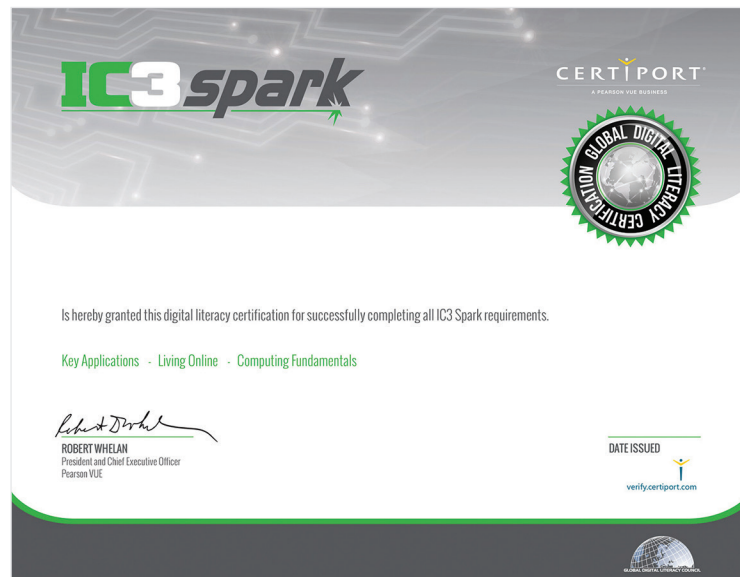 IC3 spark
CERTIPORT®
A PEARSON VUE BUSINESS
GLOBAL DIGITAL LITERACY CERTIFICATION
Is hereby granted this digital literacy certification for successfully completing all IC3 Spark requirements.
Key Applications - Living Online - Computing Fundamentals
ROBERT WHELAN
President and Chief Executive Officer
Pearson VUE
DATE ISSUED
verify.certiport.com
GLOBAL DIGITAL LITERACY COUNCIL